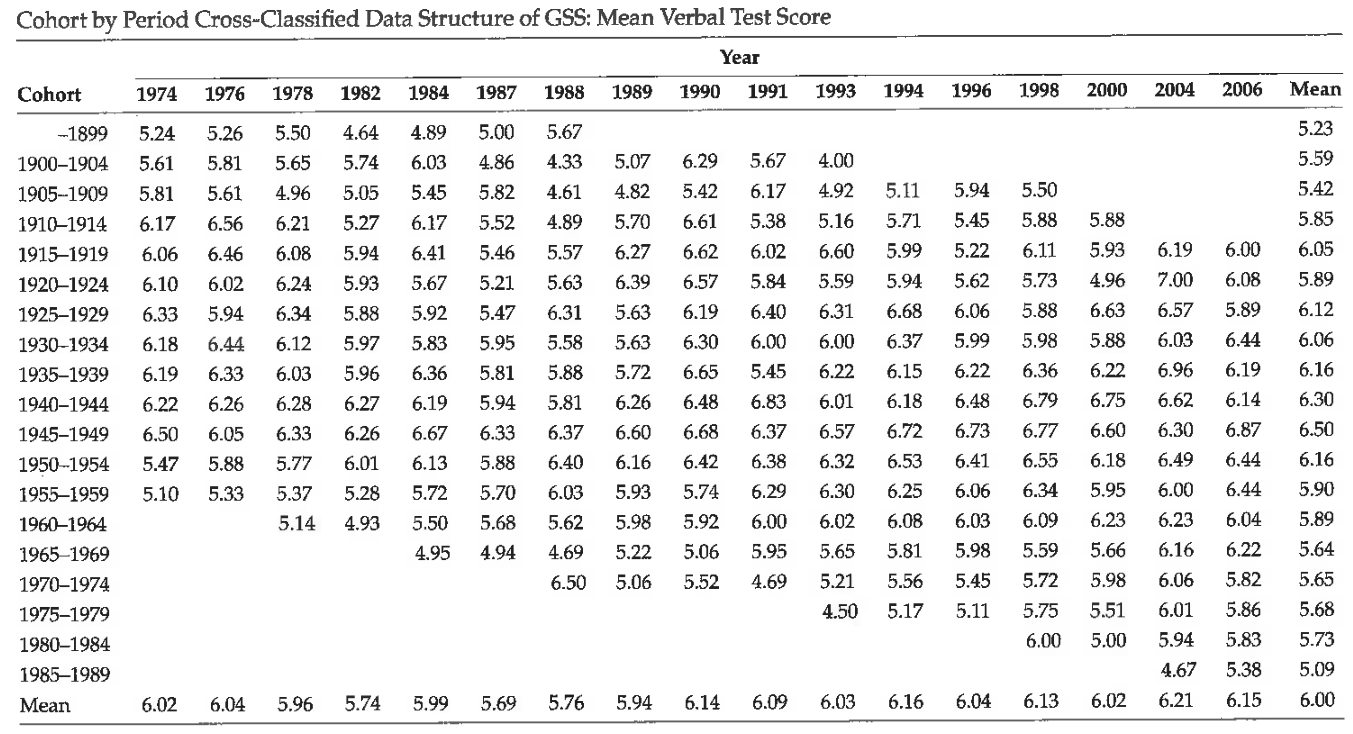 Cohort by Period Cross-Classified Data Structure of GSS: Mean Verbal Test Score
Year
Cohort 1974 1976 1978 1982 1984 1987 1988 1989 1990 1991 1993 1994 1996 1998 2000 2004 2006 Mean
–1899 5.24 5.26 5.50 4.64 4.89 5.00 5.67 5.23
1900–1904 5.61 5.81 5.65 5.74 6.03 4.86 4.33 5.07 6.29 5.67 4.00 5.59
1905–1909 5.81 5.61 4.96 5.05 5.45 5.82 4.61 4.82 5.42 6.17 4.92 5.11 5.94 5.50 5.42
1910–1914 6.17 6.56 6.21 5.27 6.17 5.52 4.89 5.70 6.61 5.38 5.16 5.71 5.45 5.88 5.88 5.85
1915–1919 6.06 6.46 6.08 5.94 6.41 5.46 5.57 6.27 6.62 6.02 6.60 5.99 5.22 6.11 5.93 6.19 6.00 6.05
1920–1924 6.10 6.02 6.24 5.93 5.67 5.21 5.63 6.39 6.57 5.84 5.59 5.94 5.62 5.73 4.96 7.00 6.08 5.89
1925–1929 6.33 5.94 6.34 5.88 5.92 5.47 6.31 5.63 6.19 6.40 6.31 6.68 6.06 5.88 6.63 6.57 5.89 6.12
1930–1934 6.18 6.44 6.12 5.97 5.83 5.95 5.58 5.63 6.30 6.00 6.00 6.37 5.99 5.98 5.88 6.03 6.44 6.06
1935–1939 6.19 6.33 6.03 5.96 6.36 5.81 5.88 5.72 6.65 5.45 6.22 6.15 6.22 6.36 6.22 6.96 6.19 6.16
1940–1944 6.22 6.26 6.28 6.27 6.19 5.94 5.81 6.26 6.48 6.83 6.01 6.18 6.48 6.79 6.75 6.62 6.14 6.30
1945–1949 6.50 6.05 6.33 6.26 6.67 6.33 6.37 6.60 6.68 6.37 6.57 6.72 6.73 6.77 6.60 6.30 6.87 6.50
1950–1954 5.47 5.88 5.77 6.01 6.13 5.88 6.40 6.16 6.42 6.38 6.32 6.53 6.41 6.55 6.18 6.49 6.44 6.16
1955–1959 5.10 5.33 5.37 5.28 5.72 5.70 6.03 5.93 5.74 6.29 6.30 6.25 6.06 6.34 5.95 6.00 6.44 5.90
1960–1964 5.14 4.93 5.50 5.68 5.62 5.98 5.92 6.00 6.02 6.08 6.03 6.09 6.23 6.23 6.04 5.89
1965–1969 4.95 4.94 4.69 5.22 5.06 5.95 5.65 5.81 5.98 5.59 5.66 6.16 6.22 5.64
1970–1974 6.50 5.06 5.52 4.69 5.21 5.56 5.45 5.72 5.98 6.06 5.82 5.65
1975–1979 4.50 5.17 5.11 5.75 5.51 6.01 5.86 5.68
1980–1984 6.00 5.00 5.94 5.83 5.73
1985–1989 4.67 5.38 5.09
Mean 6.02 6.04 5.96 5.74 5.99 5.69 5.76 5.94 6.14 6.09 6.03 6.16 6.04 6.13 6.02 6.21 6.15 6.00